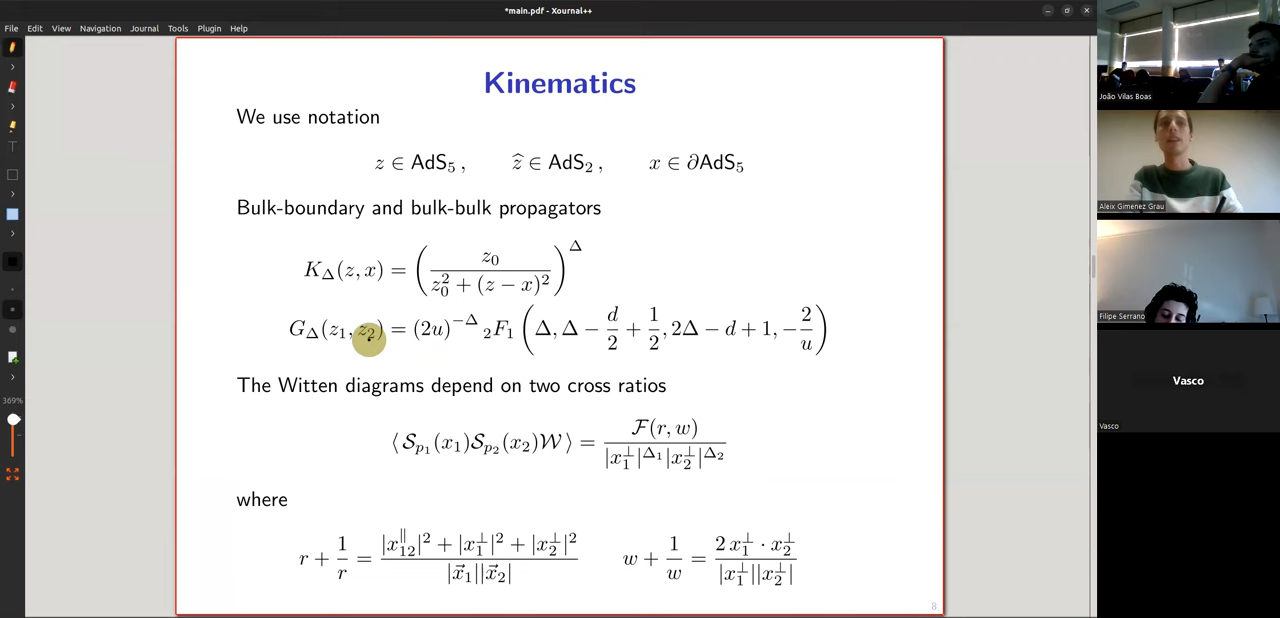 *main.pdf - Xournal++
File Edit View Navigation Journal Tools Plugin Help
369%
Kinematics
We use notation
z ∈ AdS₅ , ẑ ∈ AdS₂ , x ∈ ∂AdS₅
Bulk-boundary and bulk-bulk propagators
K_Δ(z, x) = ( z₀ / (z₀² + (z − x)²) )^Δ
G_Δ(z₁, z₂) = (2u)^−Δ ₂F₁ ( Δ, Δ − d/2 + 1/2, 2Δ − d + 1, −2/u )
The Witten diagrams depend on two cross ratios
⟨ S_p₁(x₁) S_p₂(x₂) W ⟩ = F(r, w) / (|x₁^⊥|^Δ₁ |x₂^⊥|^Δ₂)
where
r + 1/r = (|x₁₂^∥|² + |x₁^⊥|² + |x₂^⊥|²) / (|x⃗₁||x⃗₂|) w + 1/w = (2 x₁^⊥ · x₂^⊥) / (|x₁^⊥||x₂^⊥|)
8
João Vilas Boas
Aleix Gimenez Grau
Filipe Serrano
Vasco
Vasco